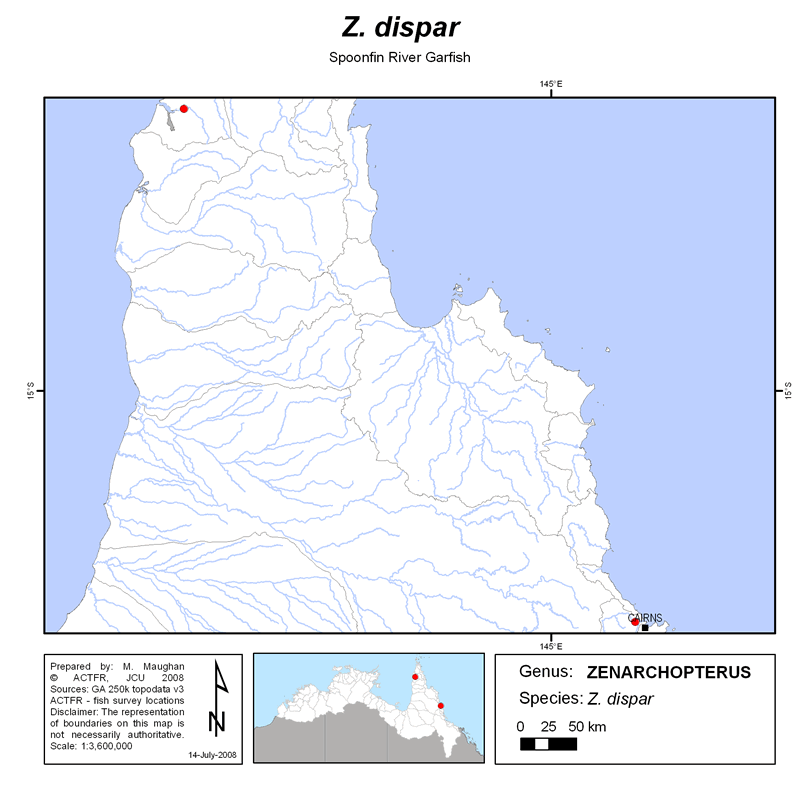 Z. dispar
Spoonfin River Garfish
145°E
15°S
15°S
CAIRNS
145°E
Prepared by: M. Maughan
© ACTFR, JCU 2008
Sources: GA 250k topodata v3
ACTFR - fish survey locations
Disclaimer: The representation
of boundaries on this map is
not necessarily authoritative.
Scale: 1:3,600,000
N
14-July-2008
Genus: ZENARCHOPTERUS
Species: Z. dispar
0 25 50 km